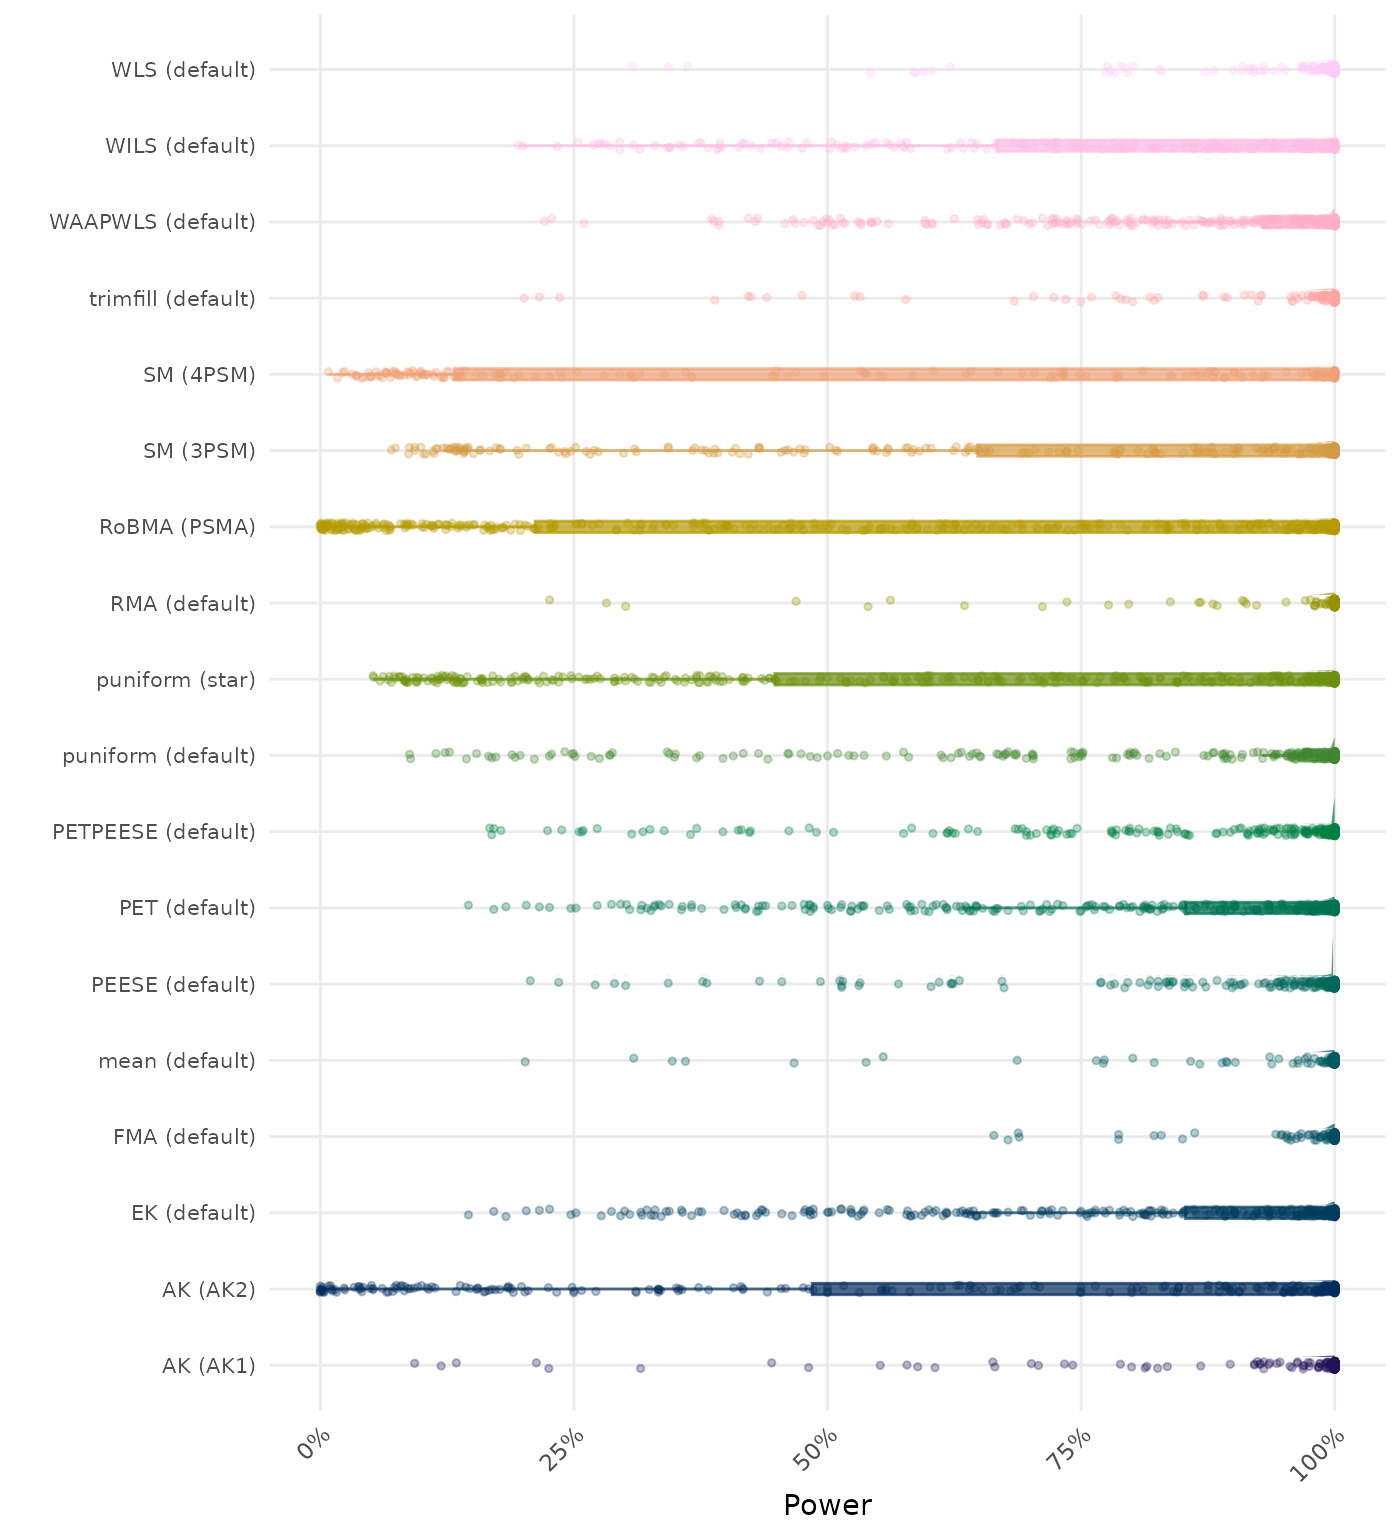 WLS (default)
WILS (default)
WAAPWLS (default)
trimfill (default)
SM (4PSM)
SM (3PSM)
RoBMA (PSMA)
RMA (default)
puniform (star)
puniform (default)
PETPEESE (default)
PET (default)
PEESE (default)
mean (default)
FMA (default)
EK (default)
AK (AK2)
AK (AK1)
0%
25%
50%
75%
100%
Power